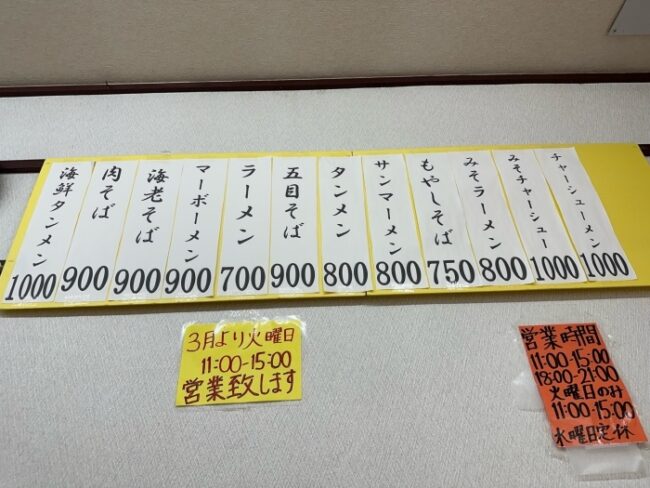 チャーシューメン
1000
みそチャーシュー
1000
みそラーメン
800
もやしそば
750
サンマーメン
800
タンメン
800
五目そば
900
ラーメン
700
マーボーメン
900
海老そば
900
肉そば
900
海鮮タンメン
1000
3月より火曜日
11:00-15:00
営業致します
営業時間
11:00-15:00
18:00-21:00
火曜日のみ
11:00-15:00
水曜日定休